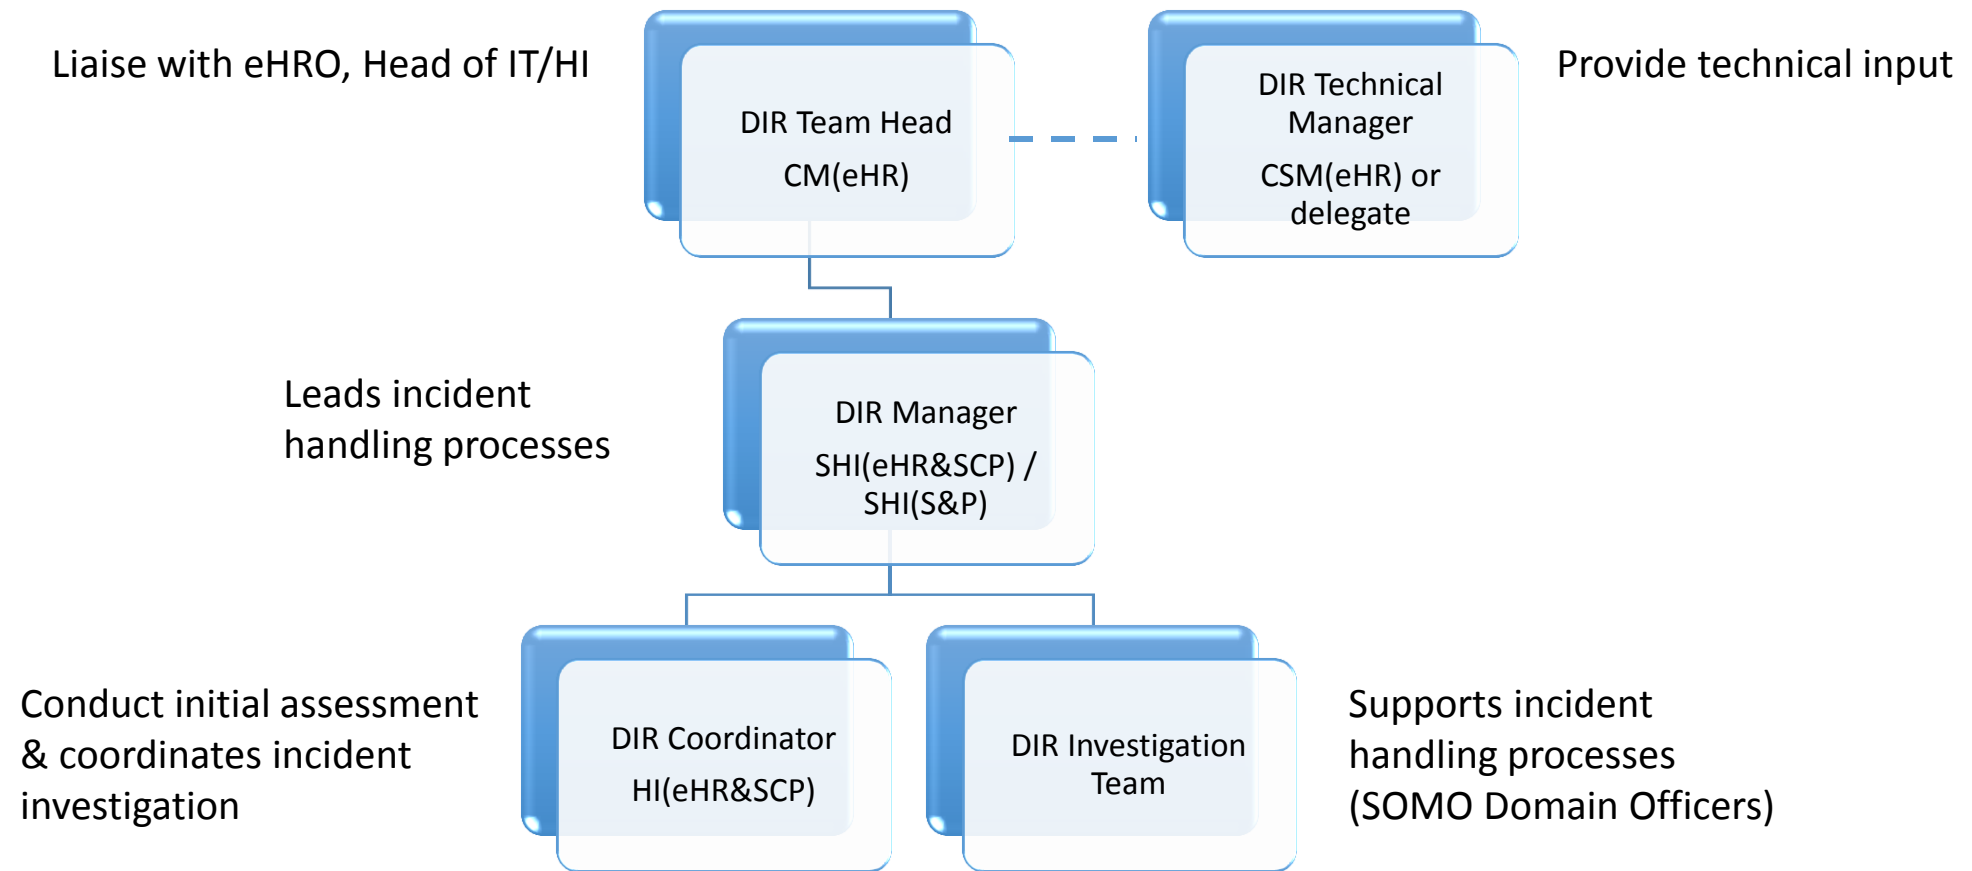 Liaise with eHRO, Head of IT/HI
DIR Team Head
CM(eHR)
DIR Technical
Manager
CSM(eHR) or
delegate
Provide technical input
Leads incident
handling processes
DIR Manager
SHI(eHR&SCP) /
SHI(S&P)
Conduct initial assessment
& coordinates incident
investigation
DIR Coordinator
HI(eHR&SCP)
DIR Investigation
Team
Supports incident
handling processes
(SOMO Domain Officers)